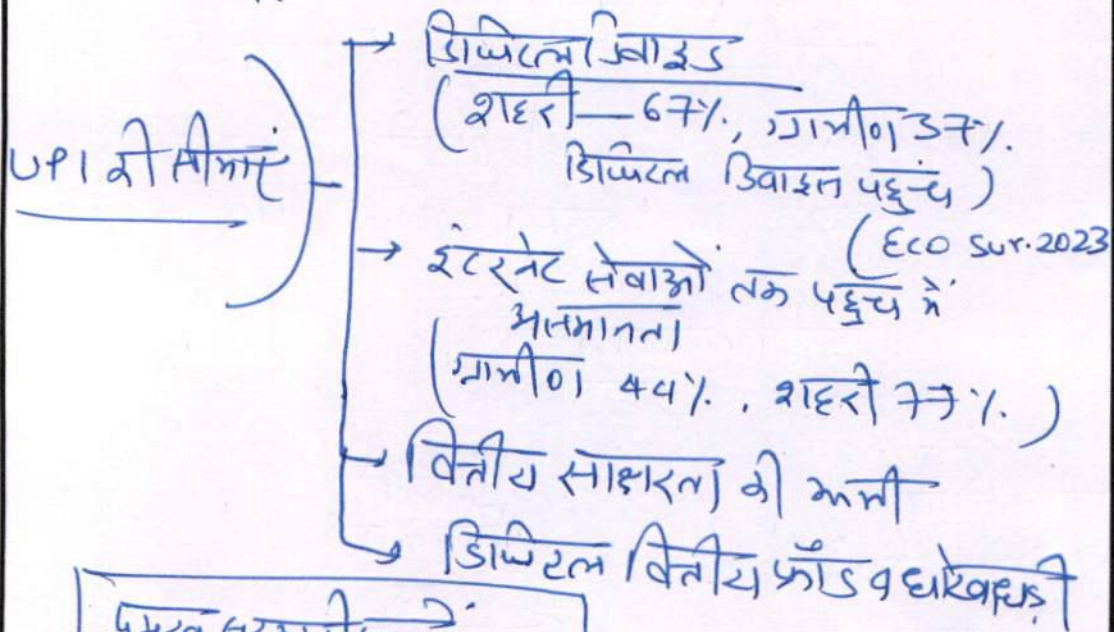 UPI की सीमाएं
→ डिजिटल डिवाइड
(शहरी — 67%, ग्रामीण 37%
डिजिटल डिवाइस पहुंच)
(Eco Sur. 2023
→ इंटरनेट सेवाओं तक पहुंच में
असमानता
(ग्रामीण 44%, शहरी 77%)
→ वित्तीय साक्षरता की कमी
→ डिजिटल वित्तीय फ्रॉड व धोखाधड़ी